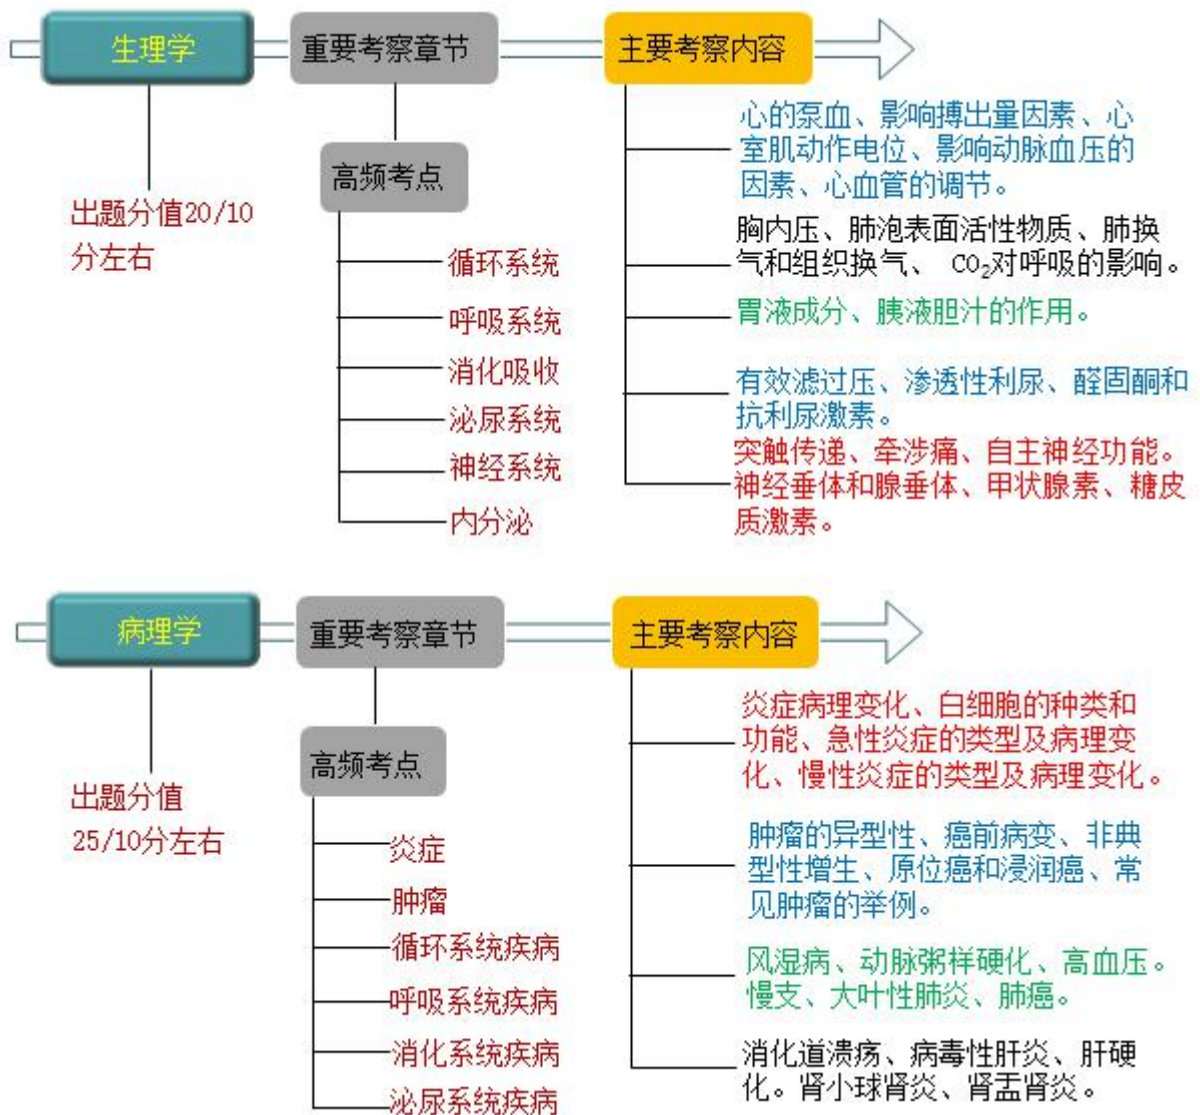 生理学
重要考察章节
主要考察内容
出题分值20/10
分左右
高频考点
循环系统
呼吸系统
消化吸收
泌尿系统
神经系统
内分泌
心的泵血、影响搏出量因素、心
室肌动作电位、影响动脉血压的
因素、心血管的调节。
胸内压、肺泡表面活性物质、肺换
气和组织换气、 CO₂对呼吸的影响。
胃液成分、胰液胆汁的作用。
有效滤过压、渗透性利尿、醛固酮和
抗利尿激素。
突触传递、牵涉痛、自主神经功能。
神经垂体和腺垂体、甲状腺素、糖皮
质激素。
病理学
重要考察章节
主要考察内容
出题分值
25/10分左右
高频考点
炎症
肿瘤
循环系统疾病
呼吸系统疾病
消化系统疾病
泌尿系统疾病
炎症病理变化、白细胞的种类和
功能、急性炎症的类型及病理变
化、慢性炎症的类型及病理变化。
肿瘤的异型性、癌前病变、非典
型性增生、原位癌和浸润癌、常
见肿瘤的举例。
风湿病、动脉粥样硬化、高血压。
慢支、大叶性肺炎、肺癌。
消化道溃疡、病毒性肝炎、肝硬
化。肾小球肾炎、肾盂肾炎。